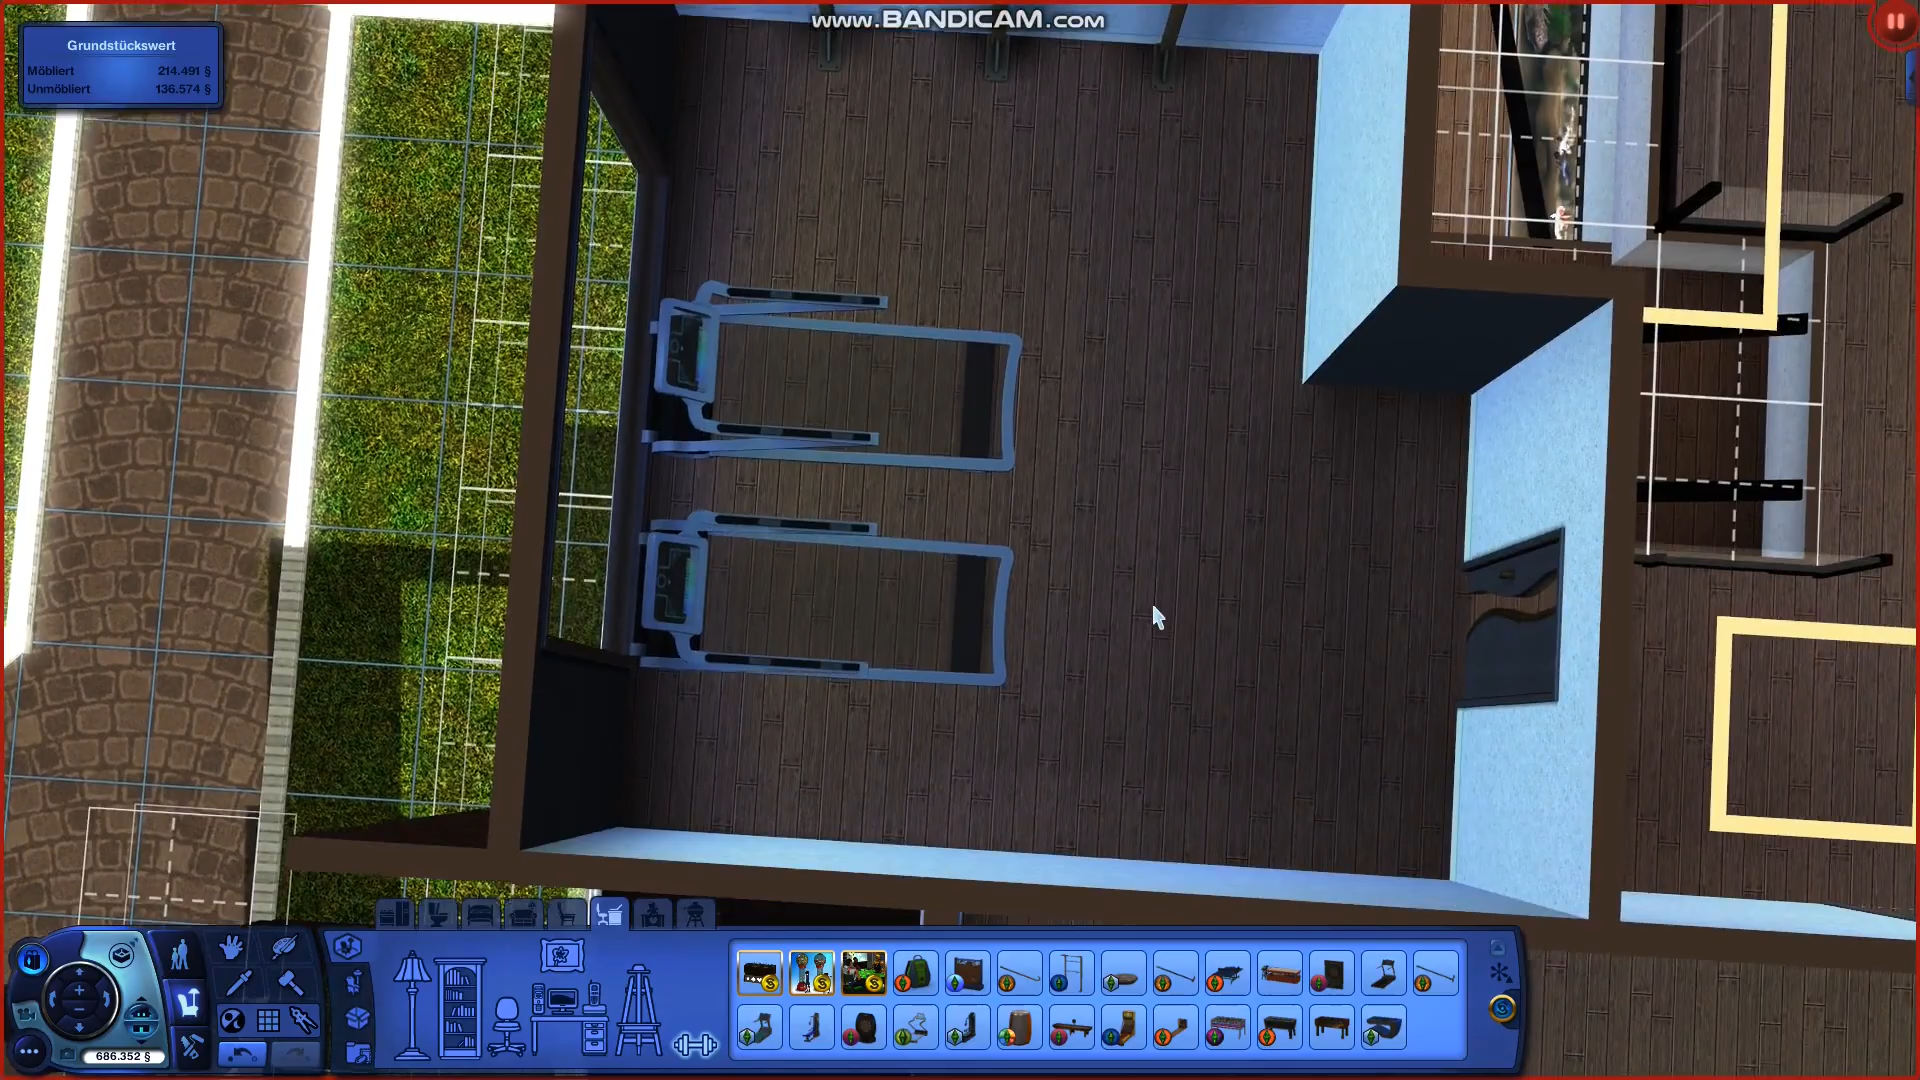 www.BANDICAM.com
Grundstückswert
Möbliert 214.491 §
Unmöbliert 136.574 §
686.352 §